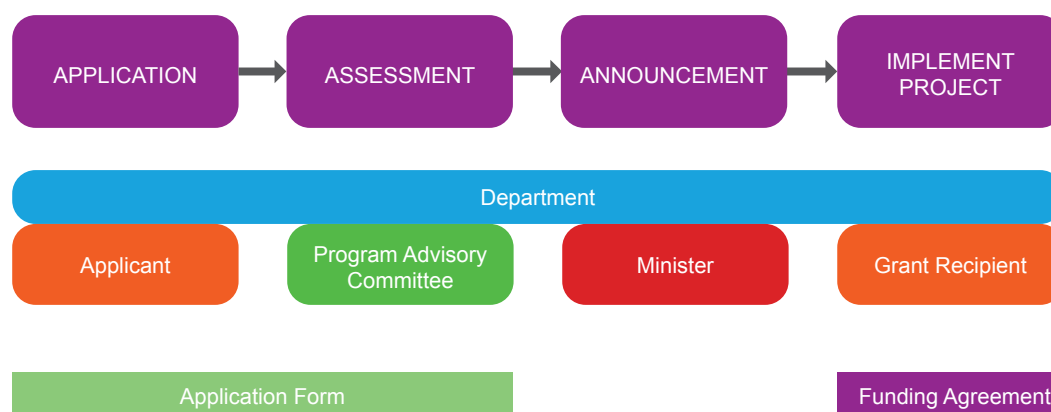 APPLICATION
ASSESSMENT
ANNOUNCEMENT
IMPLEMENT
PROJECT
Department
Applicant
Program Advisory
Committee
Minister
Grant Recipient
Application Form
Funding Agreement